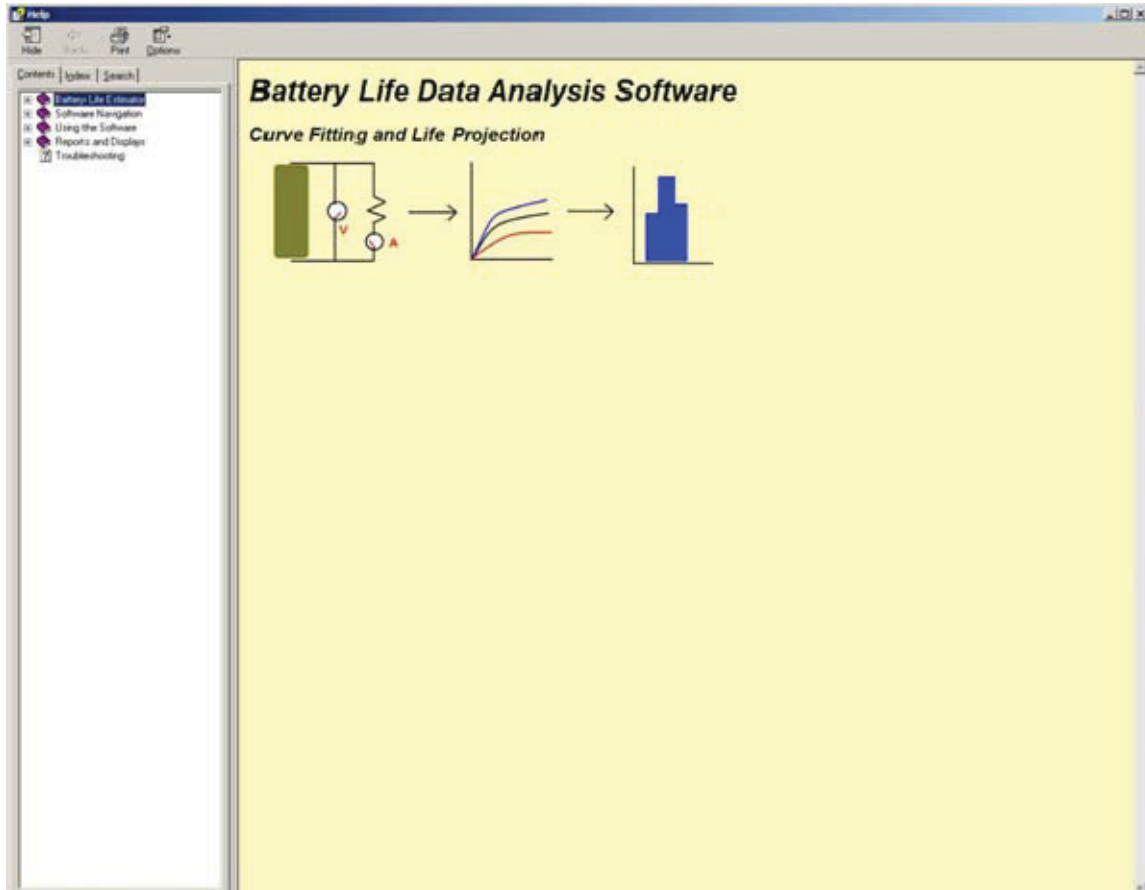 Help
Hide
Back
Print
Options
Contents
Index
Search
Battery Life Estimator
Software Navigation
Using the Software
Reports and Displays
Troubleshooting
Battery Life Data Analysis Software
Curve Fitting and Life Projection
V
A